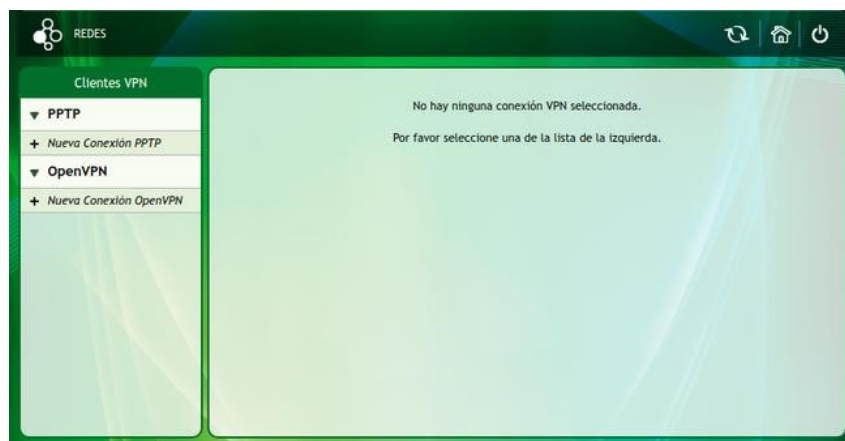 REDES
Clientes VPN
PPTP
+ Nueva Conexión PPTP
OpenVPN
+ Nueva Conexión OpenVPN
No hay ninguna conexión VPN seleccionada.
Por favor seleccione una de la lista de la izquierda.